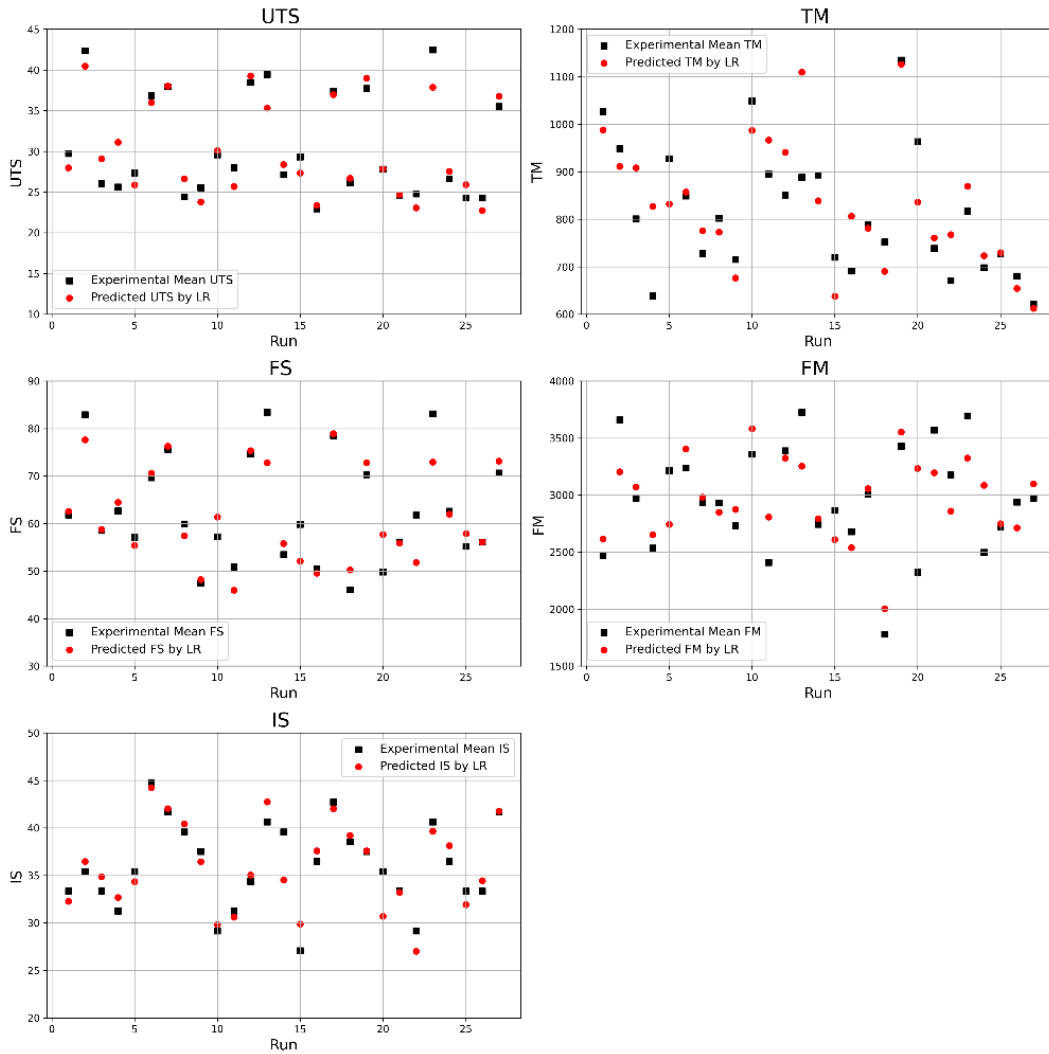 UTS
45
40
35
30
25
20
15
10
UTS
Experimental Mean UTS
Predicted UTS by LR
0 5 10 15 20 25
Run
TM
1200
1100
1000
900
800
700
600
TM
Experimental Mean TM
Predicted TM by LR
0 5 10 15 20 25
Run
FS
90
80
70
60
50
40
30
FS
Experimental Mean FS
Predicted FS by LR
0 5 10 15 20 25
Run
FM
4000
3500
3000
2500
2000
1500
FM
Experimental Mean FM
Predicted FM by LR
0 5 10 15 20 25
Run
IS
50
45
40
35
30
25
20
IS
Experimental Mean IS
Predicted IS by LR
0 5 10 15 20 25
Run